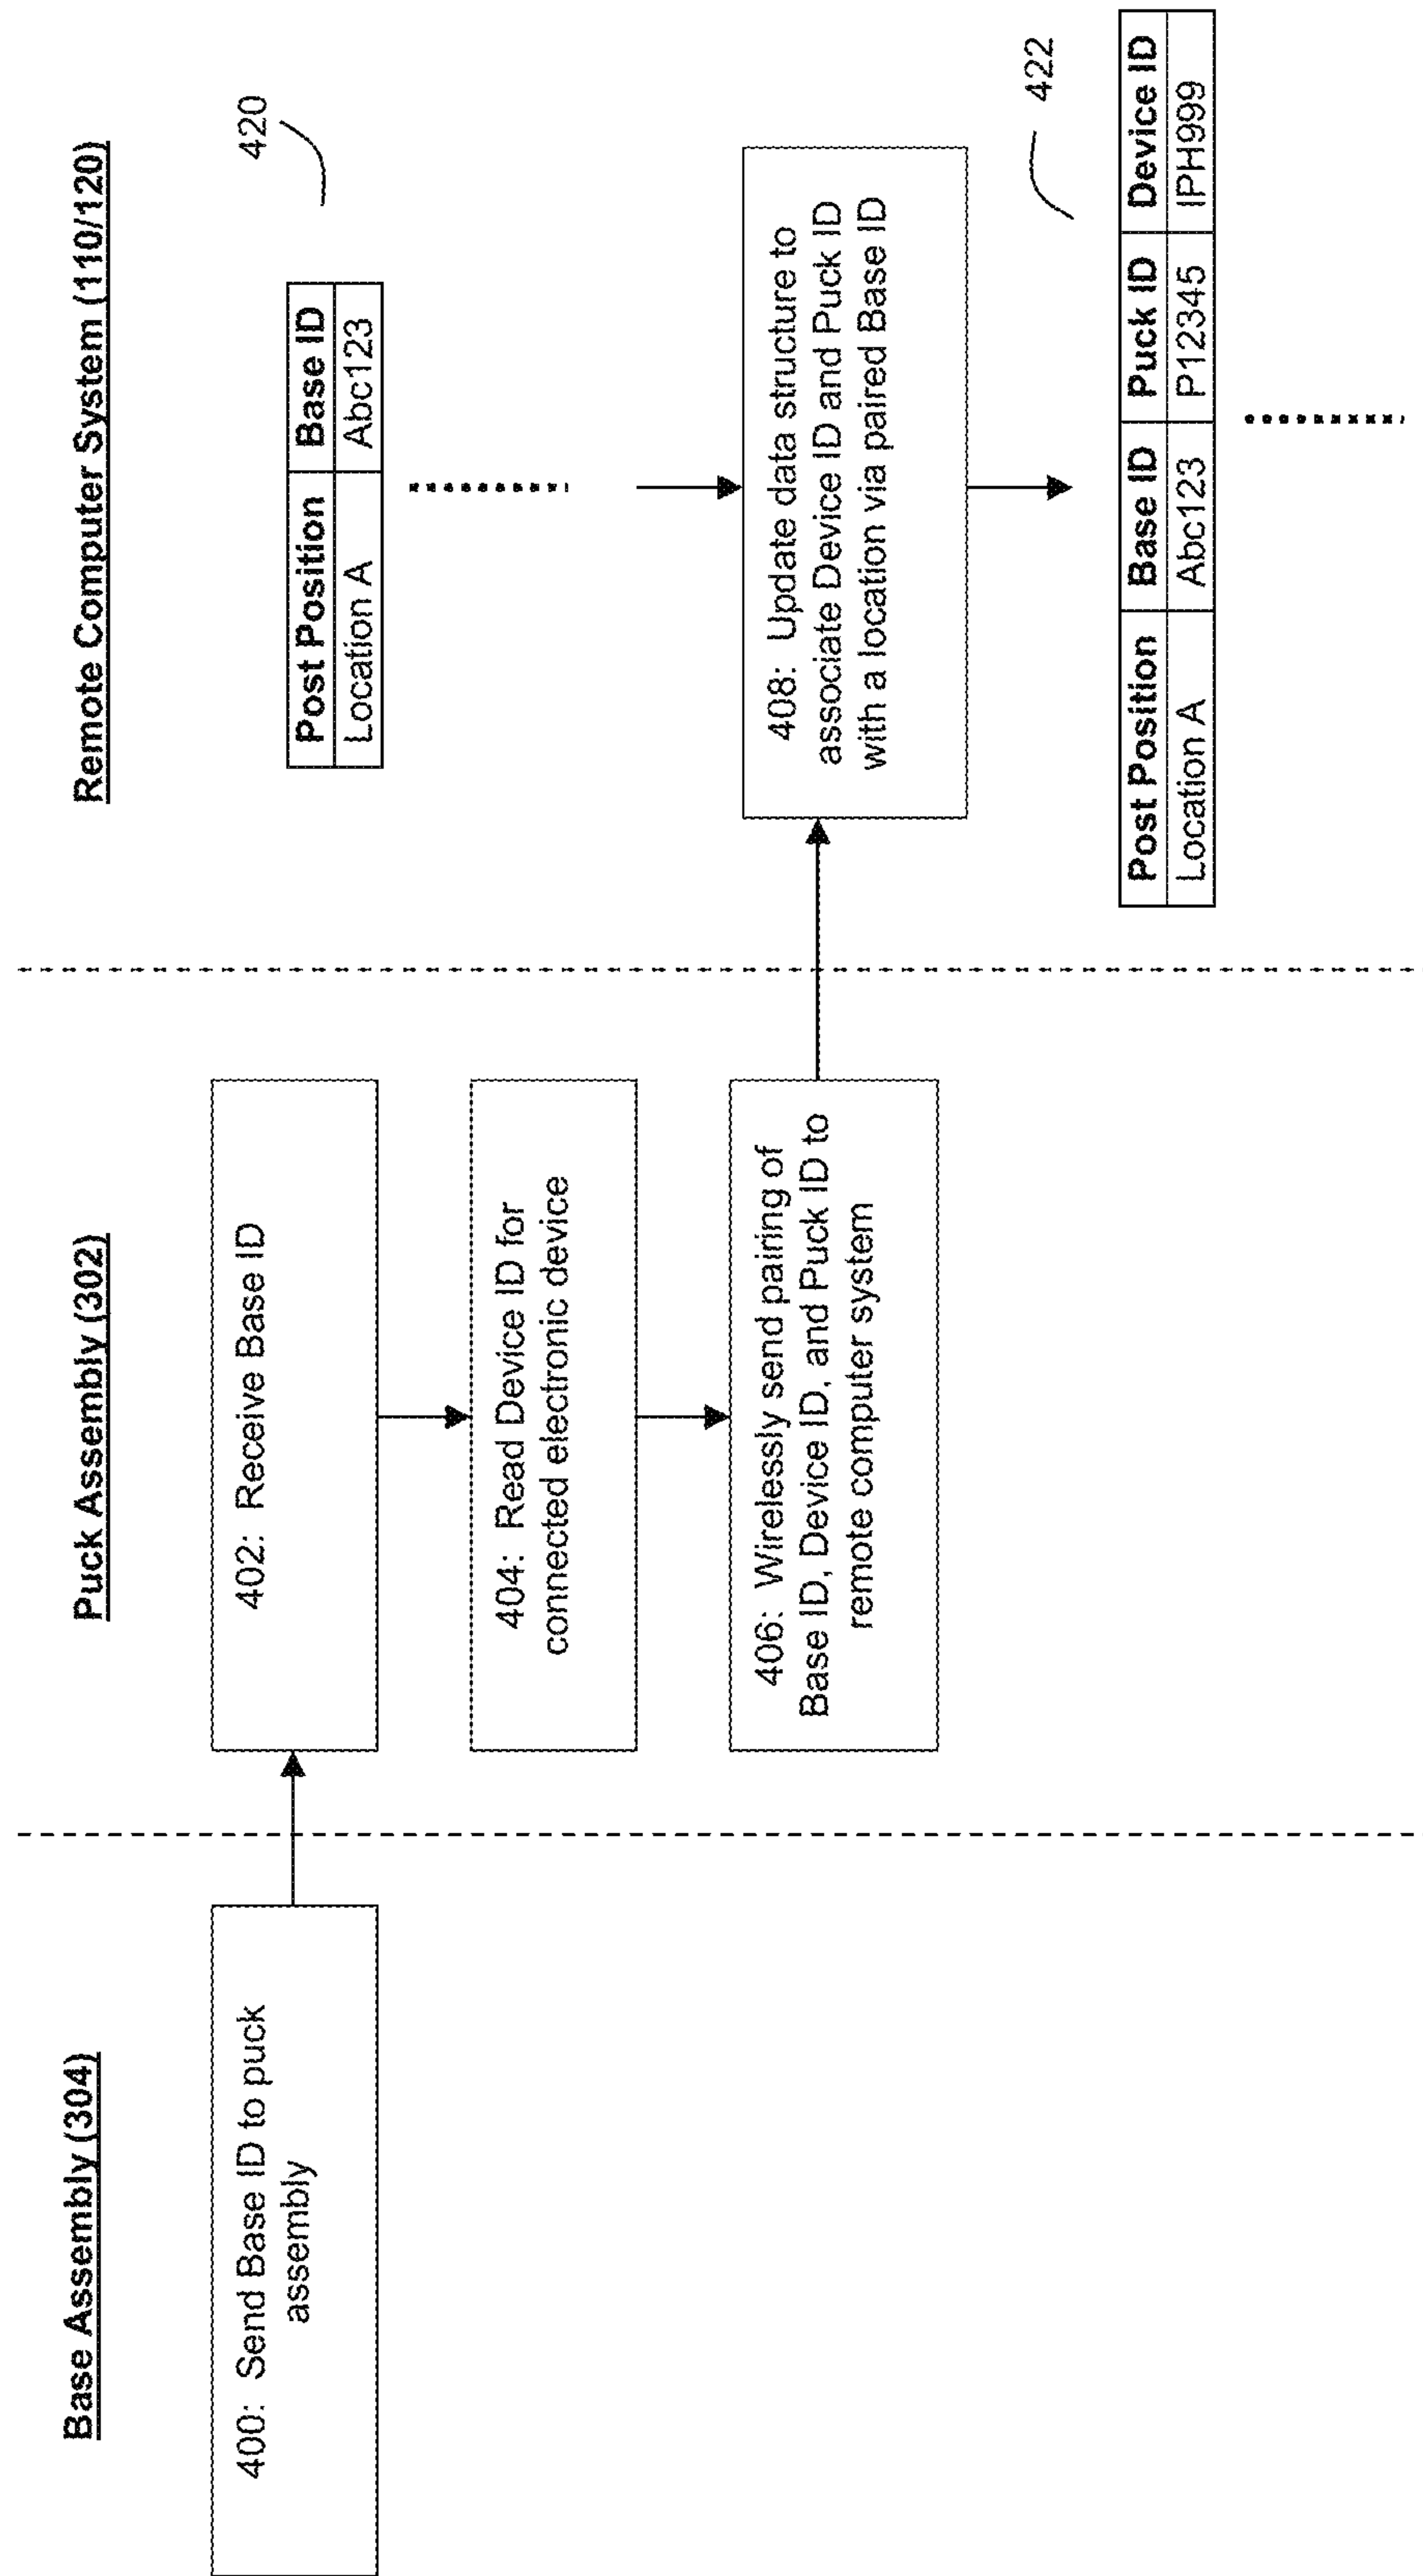 Base Assembly (304)
400: Send Base ID to puck
assembly
Puck Assembly (302)
402: Receive Base ID
404: Read Device ID for
connected electronic device
406: Wirelessly send pairing of
Base ID, Device ID, and Puck ID to
remote computer system
Remote Computer System (110/120)
420
Post Position Base ID
Location A Abc123
408: Update data structure to
associate Device ID and Puck ID
with a location via paired Base ID
422
Post Position Base ID Puck ID Device ID
Location A Abc123 P12345 IPH999